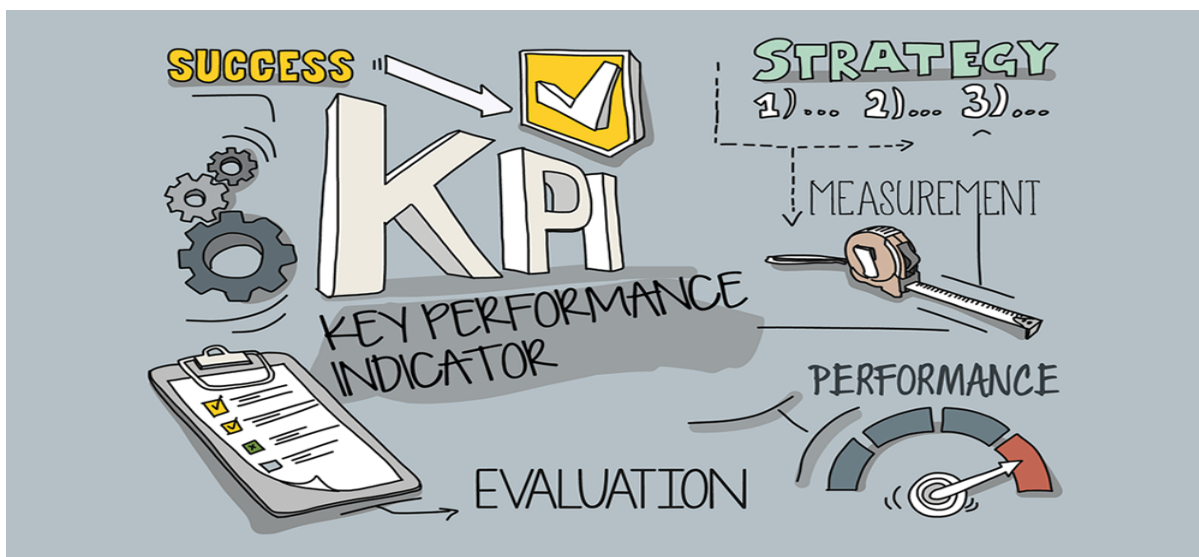 SUCCESS
KPI
KEY PERFORMANCE
INDICATOR
STRATEGY
1)... 2)... 3)...
MEASUREMENT
PERFORMANCE
EVALUATION